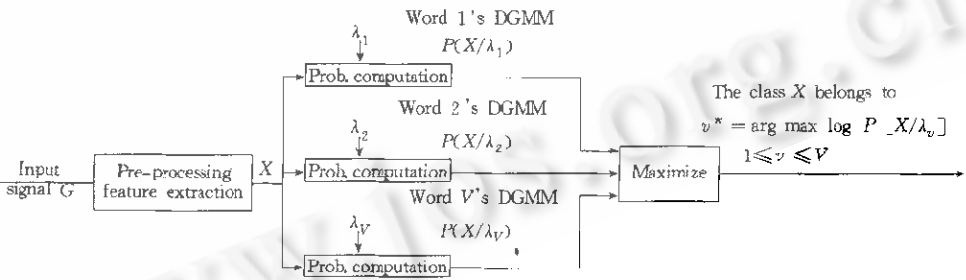 Word 1's DGMM
λ1
P(X/λ1)
Prob. computation
Word 2's DGMM
λ2
P(X/λ2)
Prob. computation
Word V's DGMM
λV
P(X/λV)
Prob. computation
Input
signal G
Pre-processing
feature extraction
X
Maximize
The class X belongs to
v* = arg max log P _X/λv]
1≤v≤V